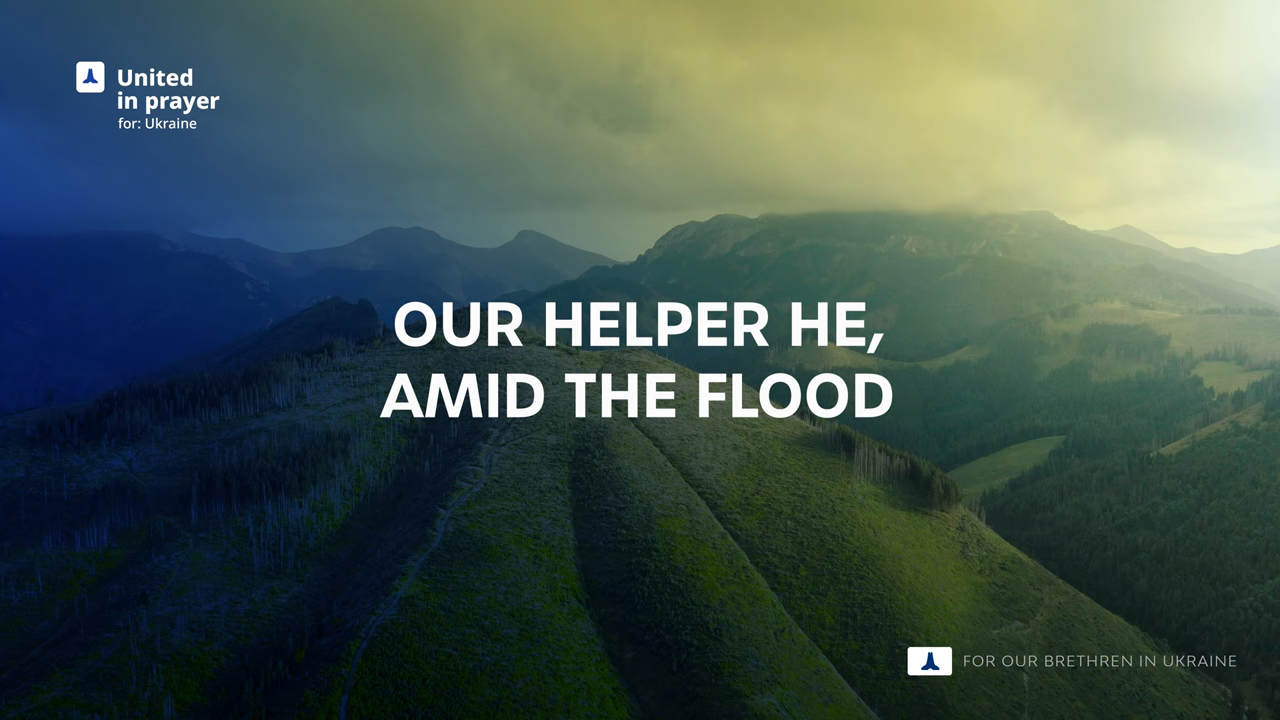 United
in prayer
for: Ukraine
OUR HELPER HE,
AMID THE FLOOD
FOR OUR BRETHREN IN UKRAINE